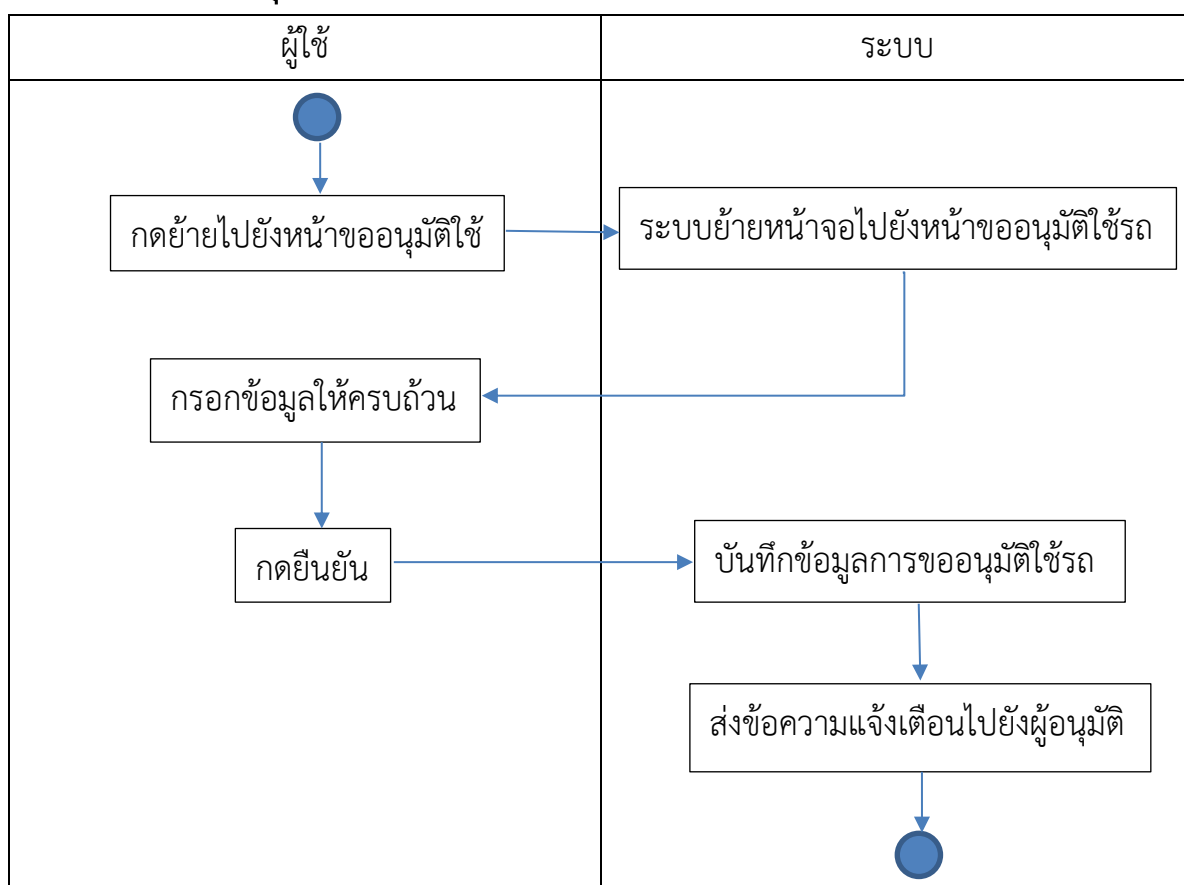 ผู้ใช้
ระบบ
กดย้ายไปยังหน้าขออนุมัติใช้
ระบบย้ายหน้าจอไปยังหน้าขออนุมัติใช้รถ
กรอกข้อมูลให้ครบถ้วน
กดยืนยัน
บันทึกข้อมูลการขออนุมัติใช้รถ
ส่งข้อความแจ้งเตือนไปยังผู้อนุมัติ